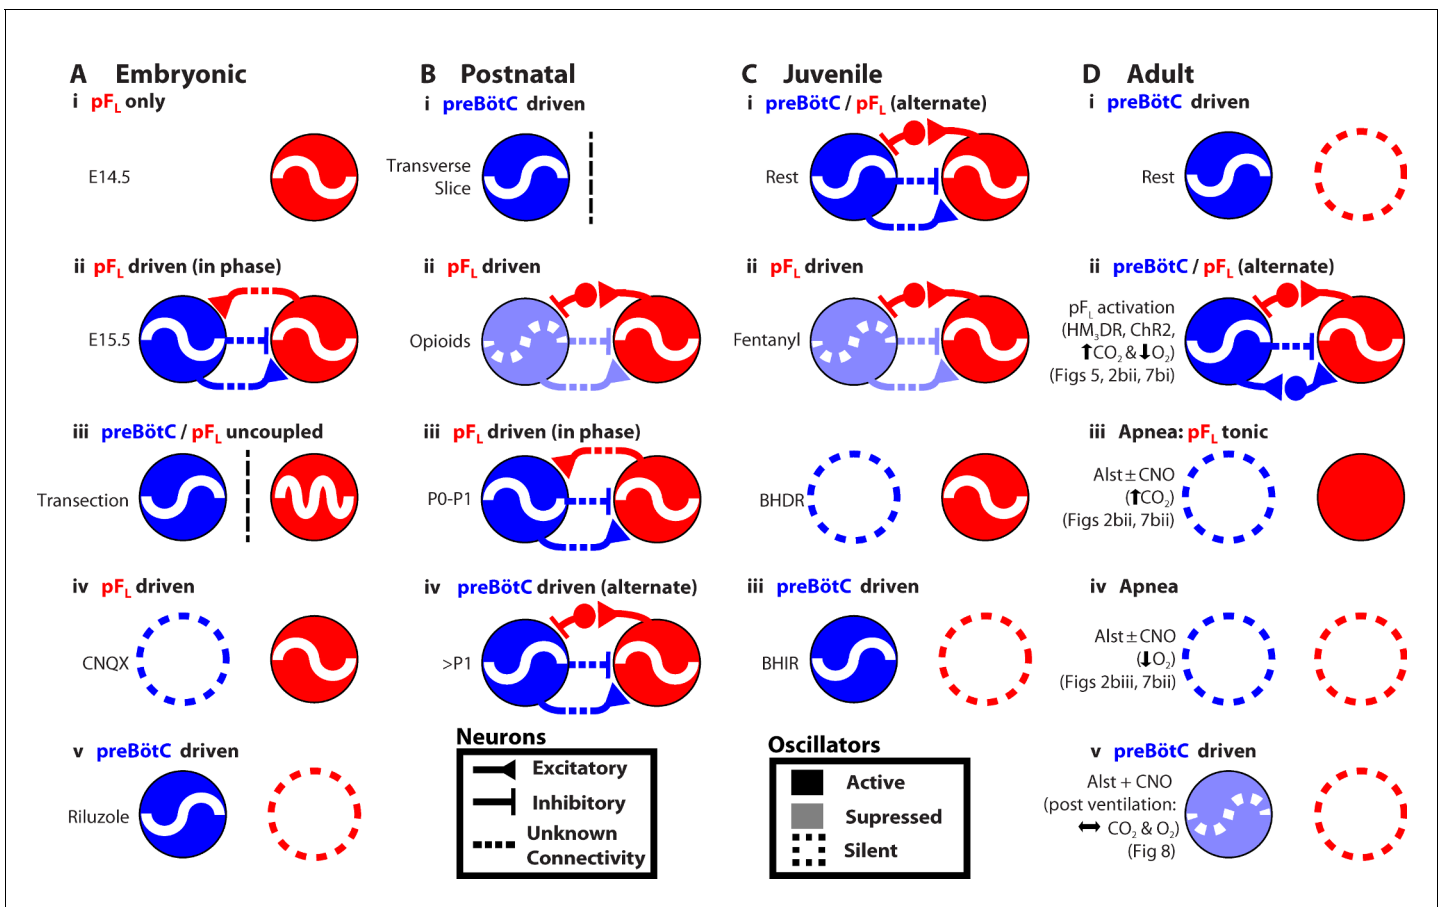 A Embryonic
i pFL only
E14.5
ii pFL driven (in phase)
E15.5
iii preBötC / pFL uncoupled
Transection
iv pFL driven
CNQX
v preBötC driven
Riluzole
B Postnatal
i preBötC driven
Transverse
Slice
ii pFL driven
Opioids
iii pFL driven (in phase)
P0-P1
iv preBötC driven (alternate)
>P1
Neurons
Excitatory
Inhibitory
Unknown
Connectivity
C Juvenile
i preBötC / pFL (alternate)
Rest
ii pFL driven
Fentanyl
BHDR
iii preBötC driven
BHIR
Oscillators
Active
Supressed
Silent
D Adult
i preBötC driven
Rest
ii preBötC / pFL (alternate)
pFL activation
(HM3DR, ChR2,
⬆CO2 & ⬇O2)
(Figs 5, 2bii, 7bi)
iii Apnea: pFL tonic
Alst ± CNO
(⬆CO2)
(Figs 2bii, 7bii)
iv Apnea
Alst ± CNO
(⬇O2)
(Figs 2biii, 7bii)
v preBötC driven
Alst + CNO
(post ventilation:
↔ CO2 & O2)
(Fig 8)